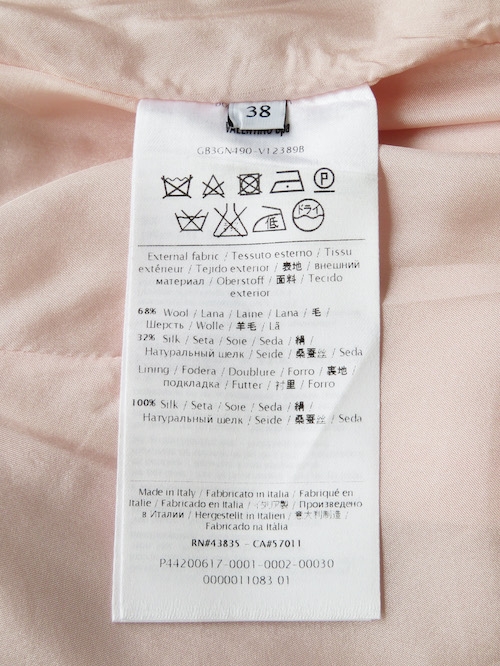 38
VALENTINO SpA
GB3GN490-V123898
P
ドライ
低
External fabric / Tessuto esterno / Tissu
extérieur / Tejido exterior / 表地 / внешний
материал / Oberstoff / 面料 / Tecido
exterior
68% Wool / Lana / Laine / Lana / 毛 /
Шерсть / Wolle / 羊毛 / Lã
32% Silk / Seta / Soie / Seda / 絹 /
Натуральный шелк / Seide / 桑蚕丝 / Seda
Lining / Fodera / Doublure / Forro / 裏地 /
подкладка / Futter / 衬里 / Forro
100% Silk / Seta / Soie / Seda / 絹 /
Натуральный шелк / Seide / 桑蚕丝 / Seda
Made in Italy / Fabbricato in Italia / Fabriqué en
Italie / Fabricado en Italia / イタリア製 / Произведено
в Италии / Hergestellt in Italien / 意大利制造 /
Fabricado na Itália
RN#43835 - CA#57011
P44200617-0001-0002-00030
0000011083 01